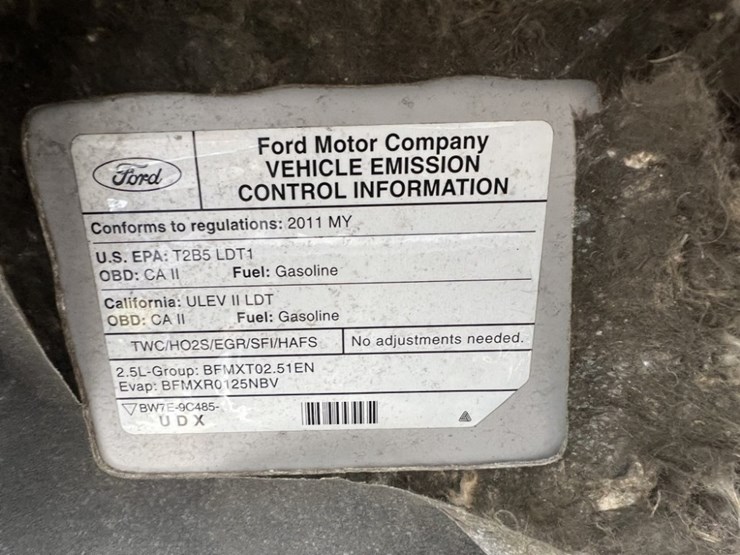 Ford
Ford Motor Company
VEHICLE EMISSION
CONTROL INFORMATION
Conforms to regulations: 2011 MY
U.S. EPA: T2B5 LDT1
OBD: CA II Fuel: Gasoline
California: ULEV II LDT
OBD: CA II Fuel: Gasoline
TWC/HO2S/EGR/SFI/HAFS No adjustments needed.
2.5L-Group: BFMXT02.51EN
Evap: BFMXR0125NBV
BW7E-9C485-
UDX